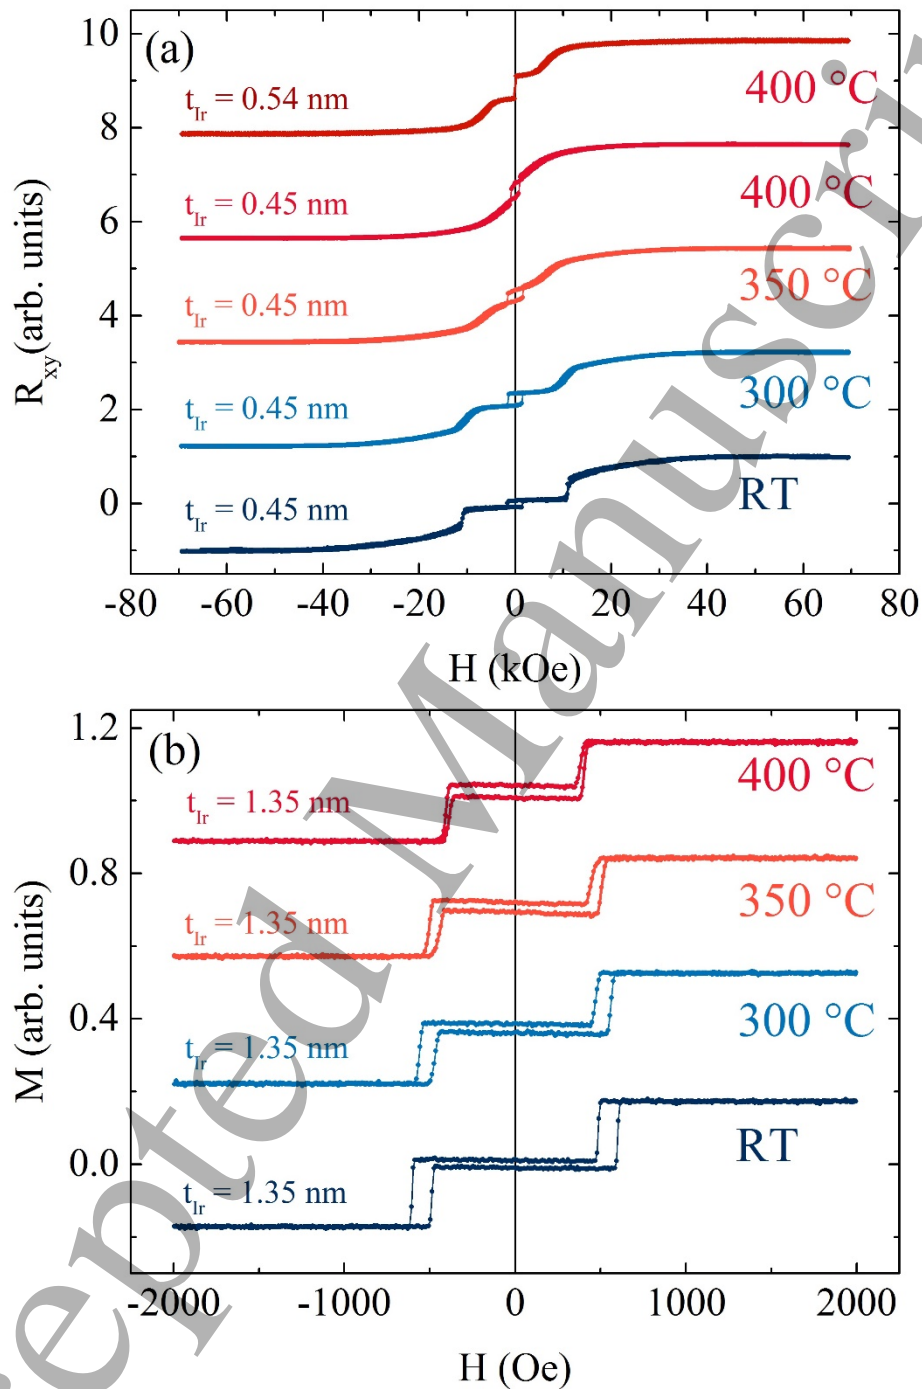 (a)
10
8
6
4
2
0
R_xy (arb. units)
t_Ir = 0.54 nm
400 °C
t_Ir = 0.45 nm
400 °C
t_Ir = 0.45 nm
350 °C
t_Ir = 0.45 nm
300 °C
t_Ir = 0.45 nm
RT
-80 -60 -40 -20 0 20 40 60 80
H (kOe)
(b)
1.2
0.8
0.4
0.0
M (arb. units)
t_Ir = 1.35 nm
400 °C
t_Ir = 1.35 nm
350 °C
t_Ir = 1.35 nm
300 °C
t_Ir = 1.35 nm
RT
-2000 -1000 0 1000 2000
H (Oe)